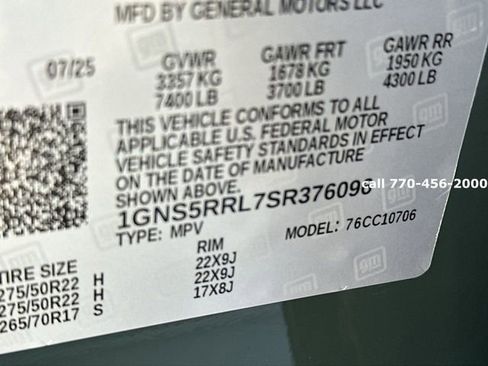 MFD BY GENERAL MOTORS LLC
07/25
GVWR
3357 KG
7400 LB
GAWR FRT
1678 KG
3700 LB
GAWR RR
1950 KG
4300 LB
THIS VEHICLE CONFORMS TO ALL
APPLICABLE U.S. FEDERAL MOTOR
VEHICLE SAFETY STANDARDS IN EFFECT
ON THE DATE OF MANUFACTURE
SHOWN ABOVE.
call 770-456-2000
1GNS5RRL7SR376096
TYPE: MPV
MODEL: 76CC10706
TIRE SIZE
275/50R22 H
275/50R22 H
265/70R17 S
RIM
22X9J
22X9J
17X8J